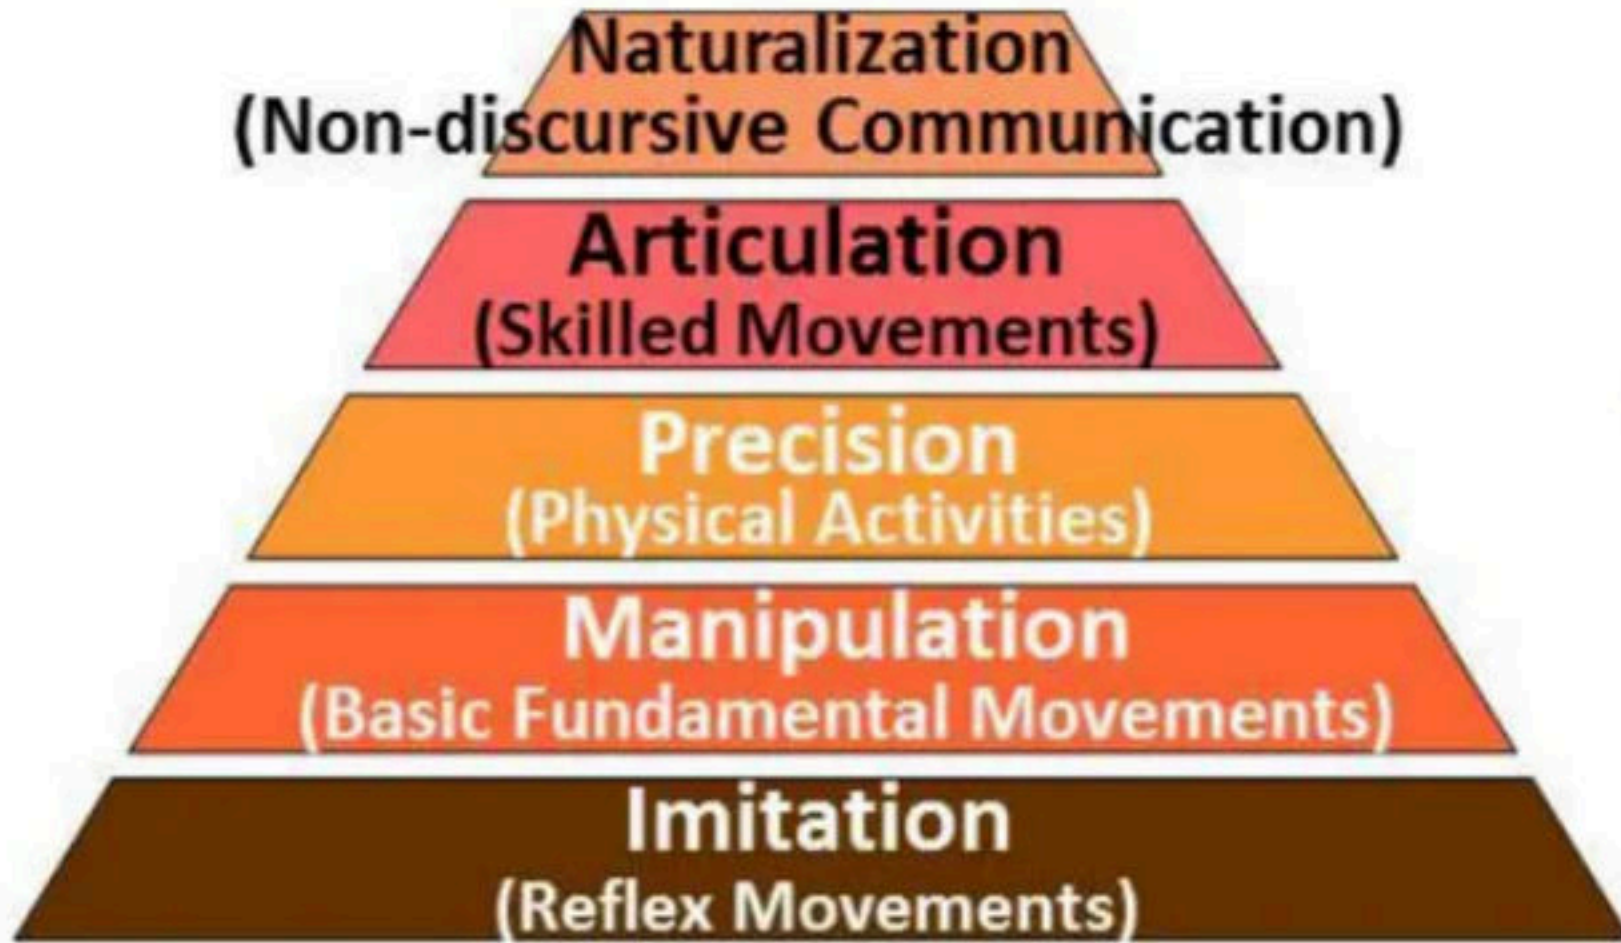 Naturalization
(Non-discursive Communication)
Articulation
(Skilled Movements)
Precision
(Physical Activities)
Manipulation
(Basic Fundamental Movements)
Imitation
(Reflex Movements)